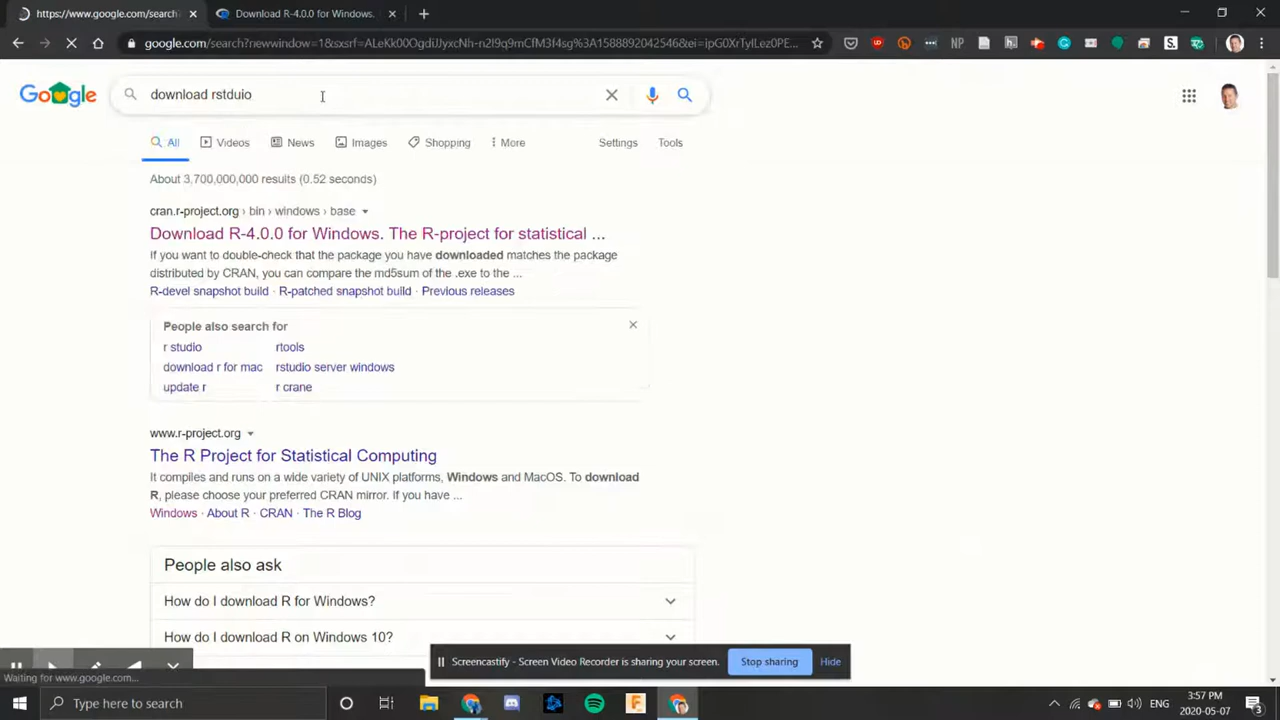 https://www.google.com/search?
Download R-4.0.0 for Windows.
google.com/search?newwindow=1&sxsrf=ALeKk00OgdiJJyxcNh-n2I9q9mCfM3f4sg%3A1588892042546&ei=ipG0XrTyILez0PE...
NP
Google
download rstduio
All
Videos
News
Images
Shopping
More
Settings
Tools
About 3,700,000,000 results (0.52 seconds)
cran.r-project.org › bin › windows › base
Download R-4.0.0 for Windows. The R-project for statistical ...
If you want to double-check that the package you have downloaded matches the package
distributed by CRAN, you can compare the md5sum of the .exe to the ...
R-devel snapshot build · R-patched snapshot build · Previous releases
People also search for
r studio
rtools
download r for mac
rstudio server windows
update r
r crane
www.r-project.org
The R Project for Statistical Computing
It compiles and runs on a wide variety of UNIX platforms, Windows and MacOS. To download
R, please choose your preferred CRAN mirror. If you have ...
Windows · About R · CRAN · The R Blog
People also ask
How do I download R for Windows?
How do I download R on Windows 10?
Screencastify - Screen Video Recorder is sharing your screen.
Stop sharing
Hide
Waiting for www.google.com...
Type here to search
ENG
3:57 PM
2020-05-07
3